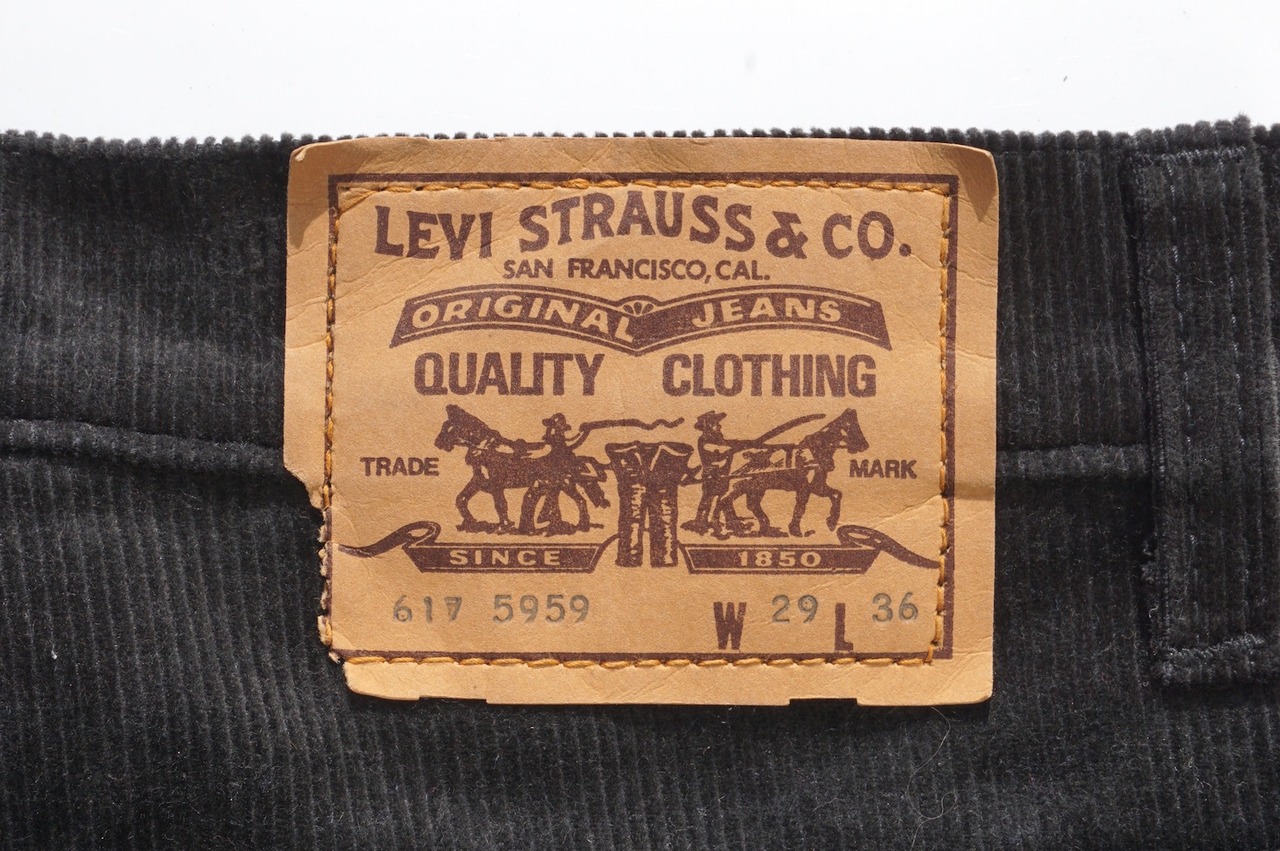 LEVI STRAUSS & CO.
SAN FRANCISCO, CAL.
ORIGINAL JEANS
QUALITY CLOTHING
TRADE MARK
SINCE 1850
617 5959 W 29 L 36